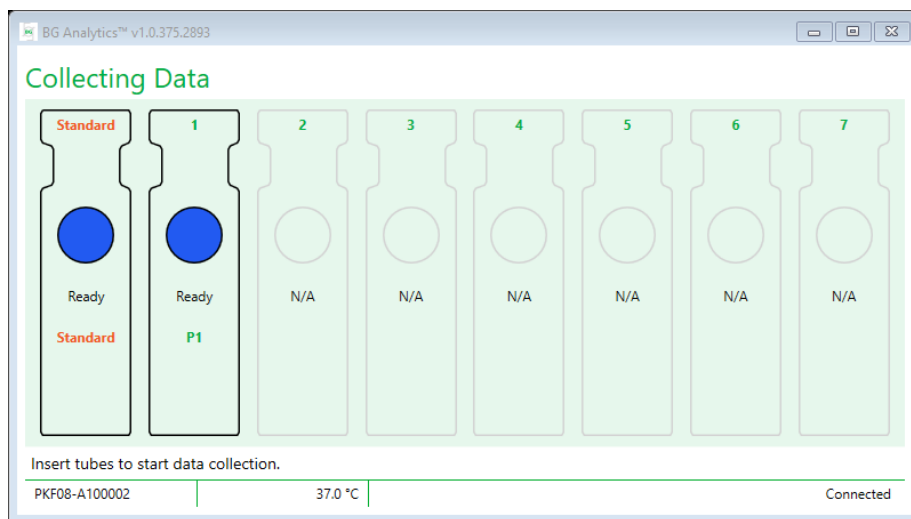 BG Analytics™ v1.0.375.2893
Collecting Data
Standard 1 2 3 4 5 6 7
Ready Ready N/A N/A N/A N/A N/A N/A
Standard P1
Insert tubes to start data collection.
PKF08-A100002 37.0 °C Connected